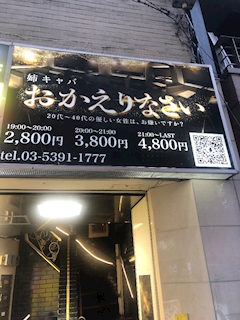 姉キャバ
おかえりなさい
20代～40代の優しい女性は、お嫌いですか？
19:00~20:00 20:00~21:00 21:00~LAST
2,800円 3,800円 4,800円
tel.03-5391-1777